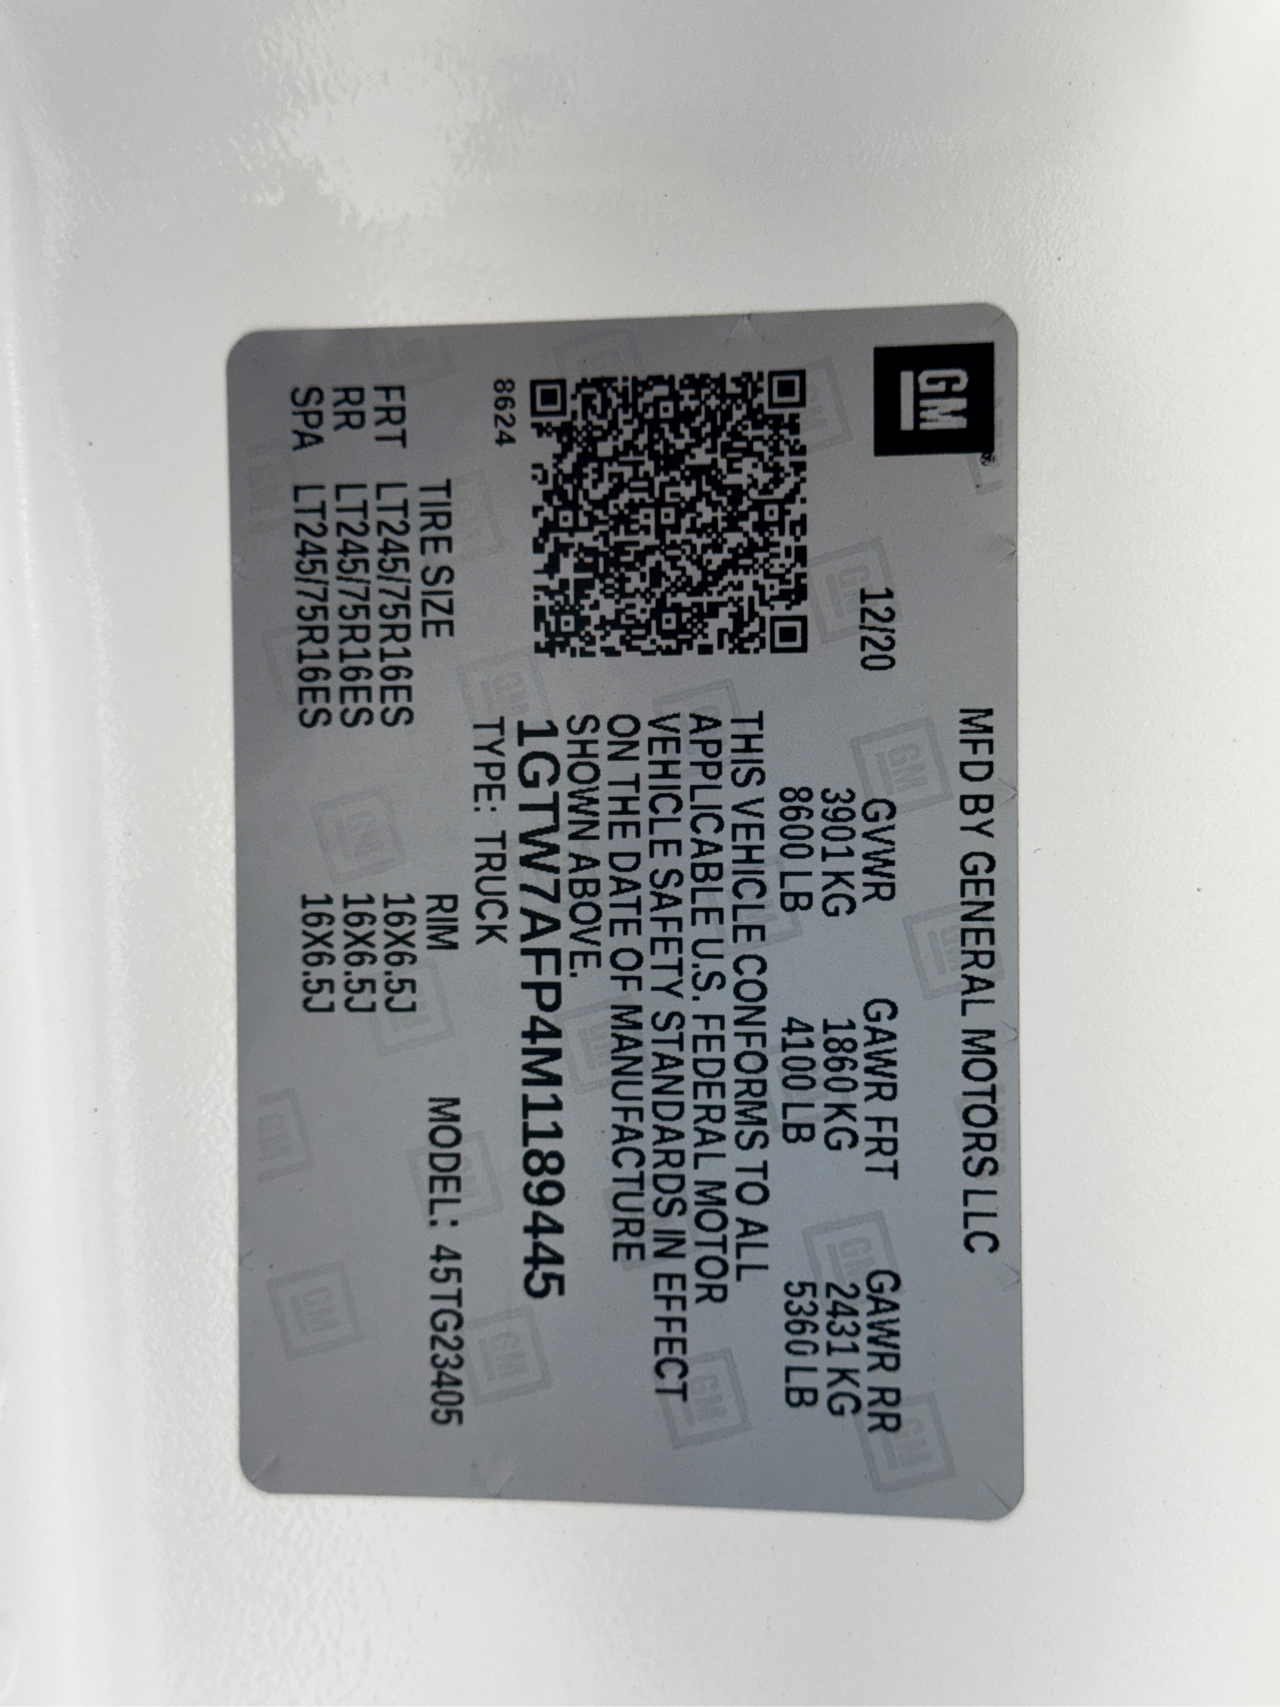 GM
MFD BY GENERAL MOTORS LLC
12/20 GVWR GAWR FRT GAWR RR
3901 KG 1860 KG 2431 KG
8600 LB 4100 LB 5360 LB
THIS VEHICLE CONFORMS TO ALL
APPLICABLE U.S. FEDERAL MOTOR
VEHICLE SAFETY STANDARDS IN EFFECT
ON THE DATE OF MANUFACTURE
SHOWN ABOVE.
1GTW7AFP4M1189445
8624 TYPE: TRUCK
TIRE SIZE RIM MODEL: 45TG23405
FRT LT245/75R16ES 16X6.5J
RR LT245/75R16ES 16X6.5J
SPA LT245/75R16ES 16X6.5J